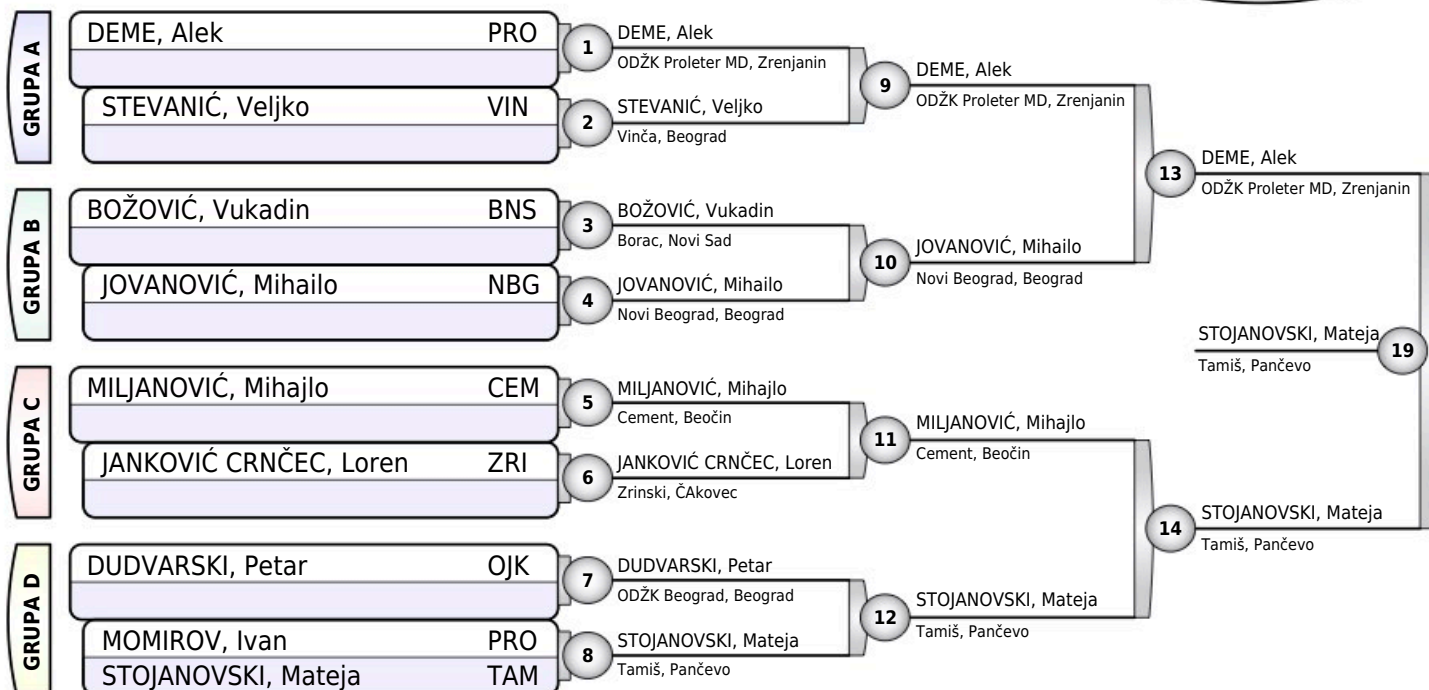 GRUPA A
DEME, Alek PRO
STEVANIĆ, Veljko VIN
GRUPA B
BOŽOVIĆ, Vukadin BNS
JOVANOVIĆ, Mihailo NBG
GRUPA C
MILJANOVIĆ, Mihajlo CEM
JANKOVIĆ CRNČEC, Loren ZRI
GRUPA D
DUDVARSKI, Petar OJK
MOMIROV, Ivan PRO
STOJANOVSKI, Mateja TAM
1
DEME, Alek
ODŽK Proleter MD, Zrenjanin
2
STEVANIĆ, Veljko
Vinča, Beograd
3
BOŽOVIĆ, Vukadin
Borac, Novi Sad
4
JOVANOVIĆ, Mihailo
Novi Beograd, Beograd
5
MILJANOVIĆ, Mihajlo
Cement, Beočin
6
JANKOVIĆ CRNČEC, Loren
Zrinski, ČAkovec
7
DUDVARSKI, Petar
ODŽK Beograd, Beograd
8
STOJANOVSKI, Mateja
Tamiš, Pančevo
9
DEME, Alek
ODŽK Proleter MD, Zrenjanin
10
JOVANOVIĆ, Mihailo
Novi Beograd, Beograd
11
MILJANOVIĆ, Mihajlo
Cement, Beočin
12
STOJANOVSKI, Mateja
Tamiš, Pančevo
13
DEME, Alek
ODŽK Proleter MD, Zrenjanin
14
STOJANOVSKI, Mateja
Tamiš, Pančevo
STOJANOVSKI, Mateja
Tamiš, Pančevo
19